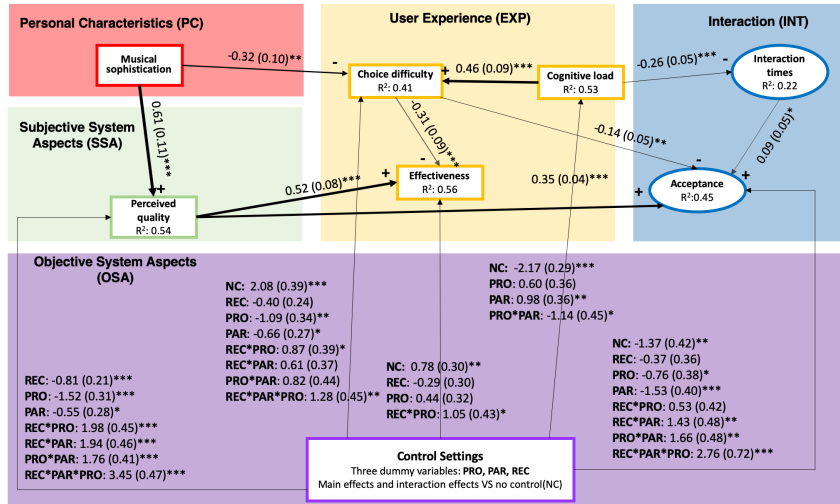 Personal Characteristics (PC)
User Experience (EXP)
Interaction (INT)
Musical
sophistication
-0.32 (0.10)**
-
Choice difficulty
R²: 0.41
+
0.46 (0.09)***
Cognitive load
R²: 0.53
-0.26 (0.05)***
-
Interaction
times
R²: 0.22
0.61 (0.11)***
+
Subjective System
Aspects (SSA)
-0.31 (0.09)***
-
-0.14 (0.05)**
-
0.09 (0.05)*
+
Perceived
quality
R²: 0.54
0.52 (0.08)***
+
Effectiveness
R²: 0.56
0.35 (0.04)***
+
Acceptance
R²:0.45
Objective System Aspects
(OSA)
REC: -0.81 (0.21)***
PRO: -1.52 (0.31)***
PAR: -0.55 (0.28)*
REC*PRO: 1.98 (0.45)***
REC*PAR: 1.94 (0.46)***
PRO*PAR: 1.76 (0.41)***
REC*PAR*PRO: 3.45 (0.47)***
NC: 2.08 (0.39)***
REC: -0.40 (0.24)
PRO: -1.09 (0.34)**
PAR: -0.66 (0.27)*
REC*PRO: 0.87 (0.39)*
REC*PAR: 0.61 (0.37)
PRO*PAR: 0.82 (0.44)
REC*PAR*PRO: 1.28 (0.45)**
NC: 0.78 (0.30)**
REC: -0.29 (0.30)
PRO: 0.44 (0.32)
REC*PRO: 1.05 (0.43)*
NC: -2.17 (0.29)***
PRO: 0.60 (0.36)
PAR: 0.98 (0.36)**
PRO*PAR: -1.14 (0.45)*
NC: -1.37 (0.42)**
REC: -0.37 (0.36)
PRO: -0.76 (0.38)*
PAR: -1.53 (0.40)***
REC*PRO: 0.53 (0.42)
REC*PAR: 1.43 (0.48)**
PRO*PAR: 1.66 (0.48)**
REC*PAR*PRO: 2.76 (0.72)***
Control Settings
Three dummy variables: PRO, PAR, REC
Main effects and interaction effects VS no control(NC)